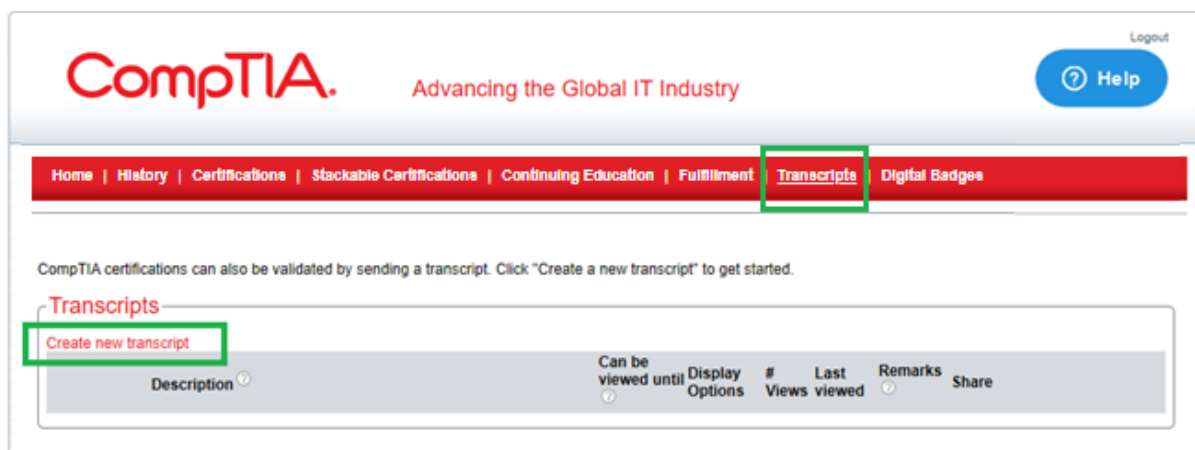 Logout
CompTIA.
Advancing the Global IT Industry
Help
Home | History | Certifications | Stackable Certifications | Continuing Education | Fulfillment | Transcripts | Digital Badges
CompTIA certifications can also be validated by sending a transcript. Click "Create a new transcript" to get started.
Transcripts
Create new transcript
Description ? Can be viewed until ? Display Options # Views Last viewed Remarks ? Share